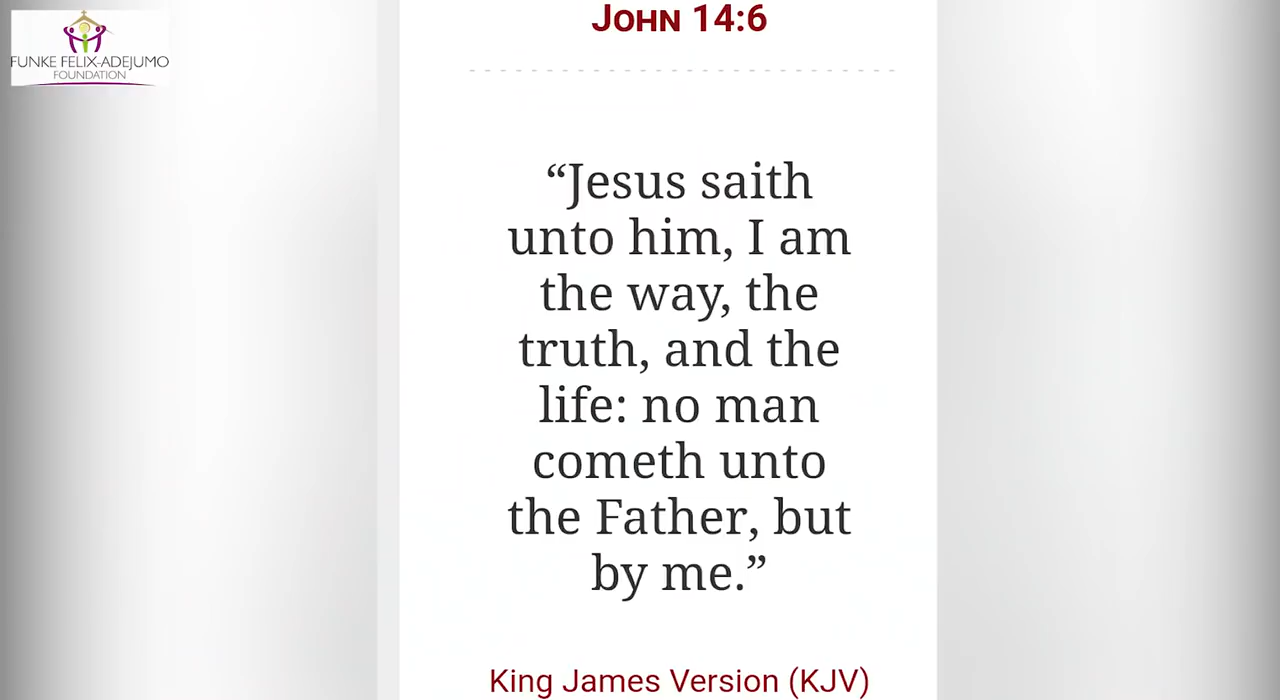 FUNKE FELIX-ADEJUMO
FOUNDATION
JOHN 14:6
“Jesus saith
unto him, I am
the way, the
truth, and the
life: no man
cometh unto
the Father, but
by me.”
King James Version (KJV)